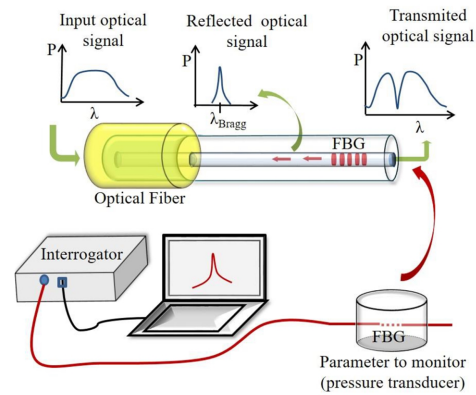 Input optical
signal
Reflected optical
signal
Transmited
optical signal
P
λ
P
λBragg
P
λ
FBG
Optical Fiber
Interrogator
FBG
Parameter to monitor
(pressure transducer)